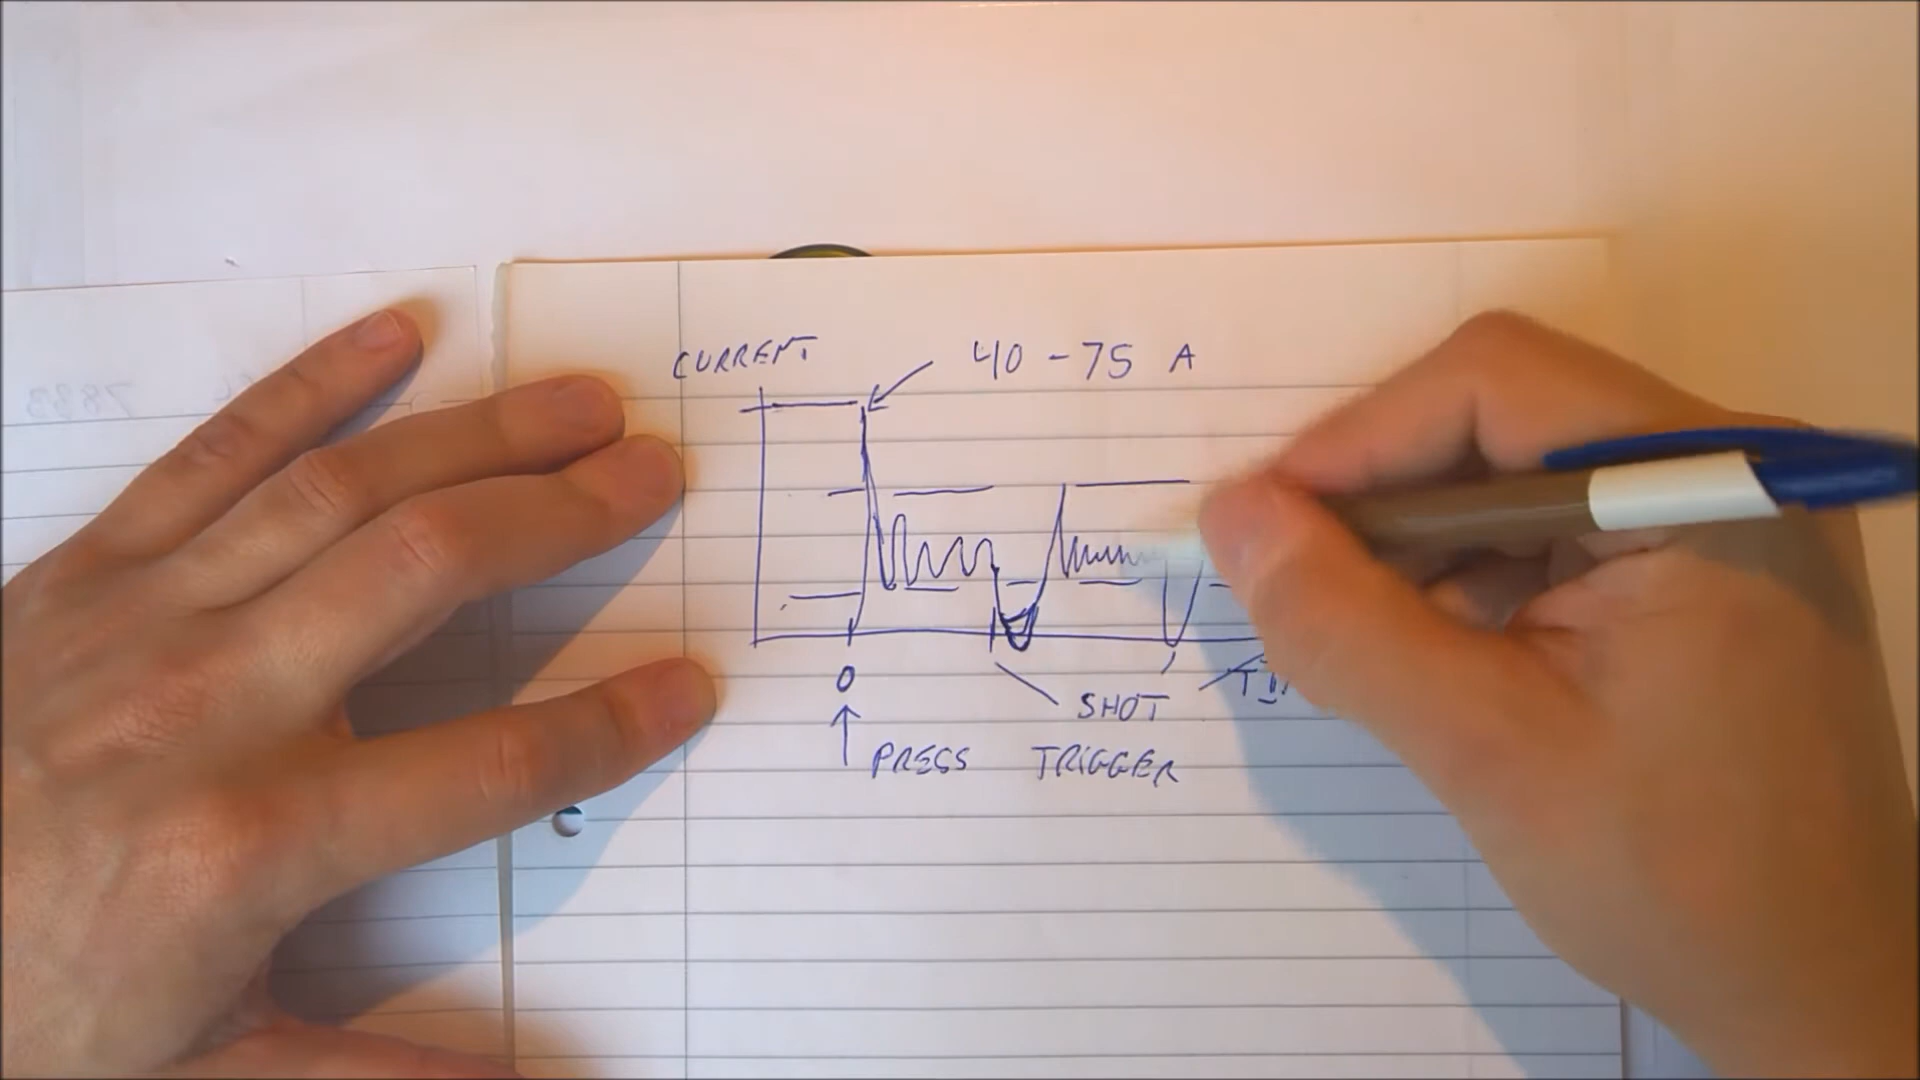 CURRENT
40 - 75 A
0
SHOT
PRESS TRIGGER